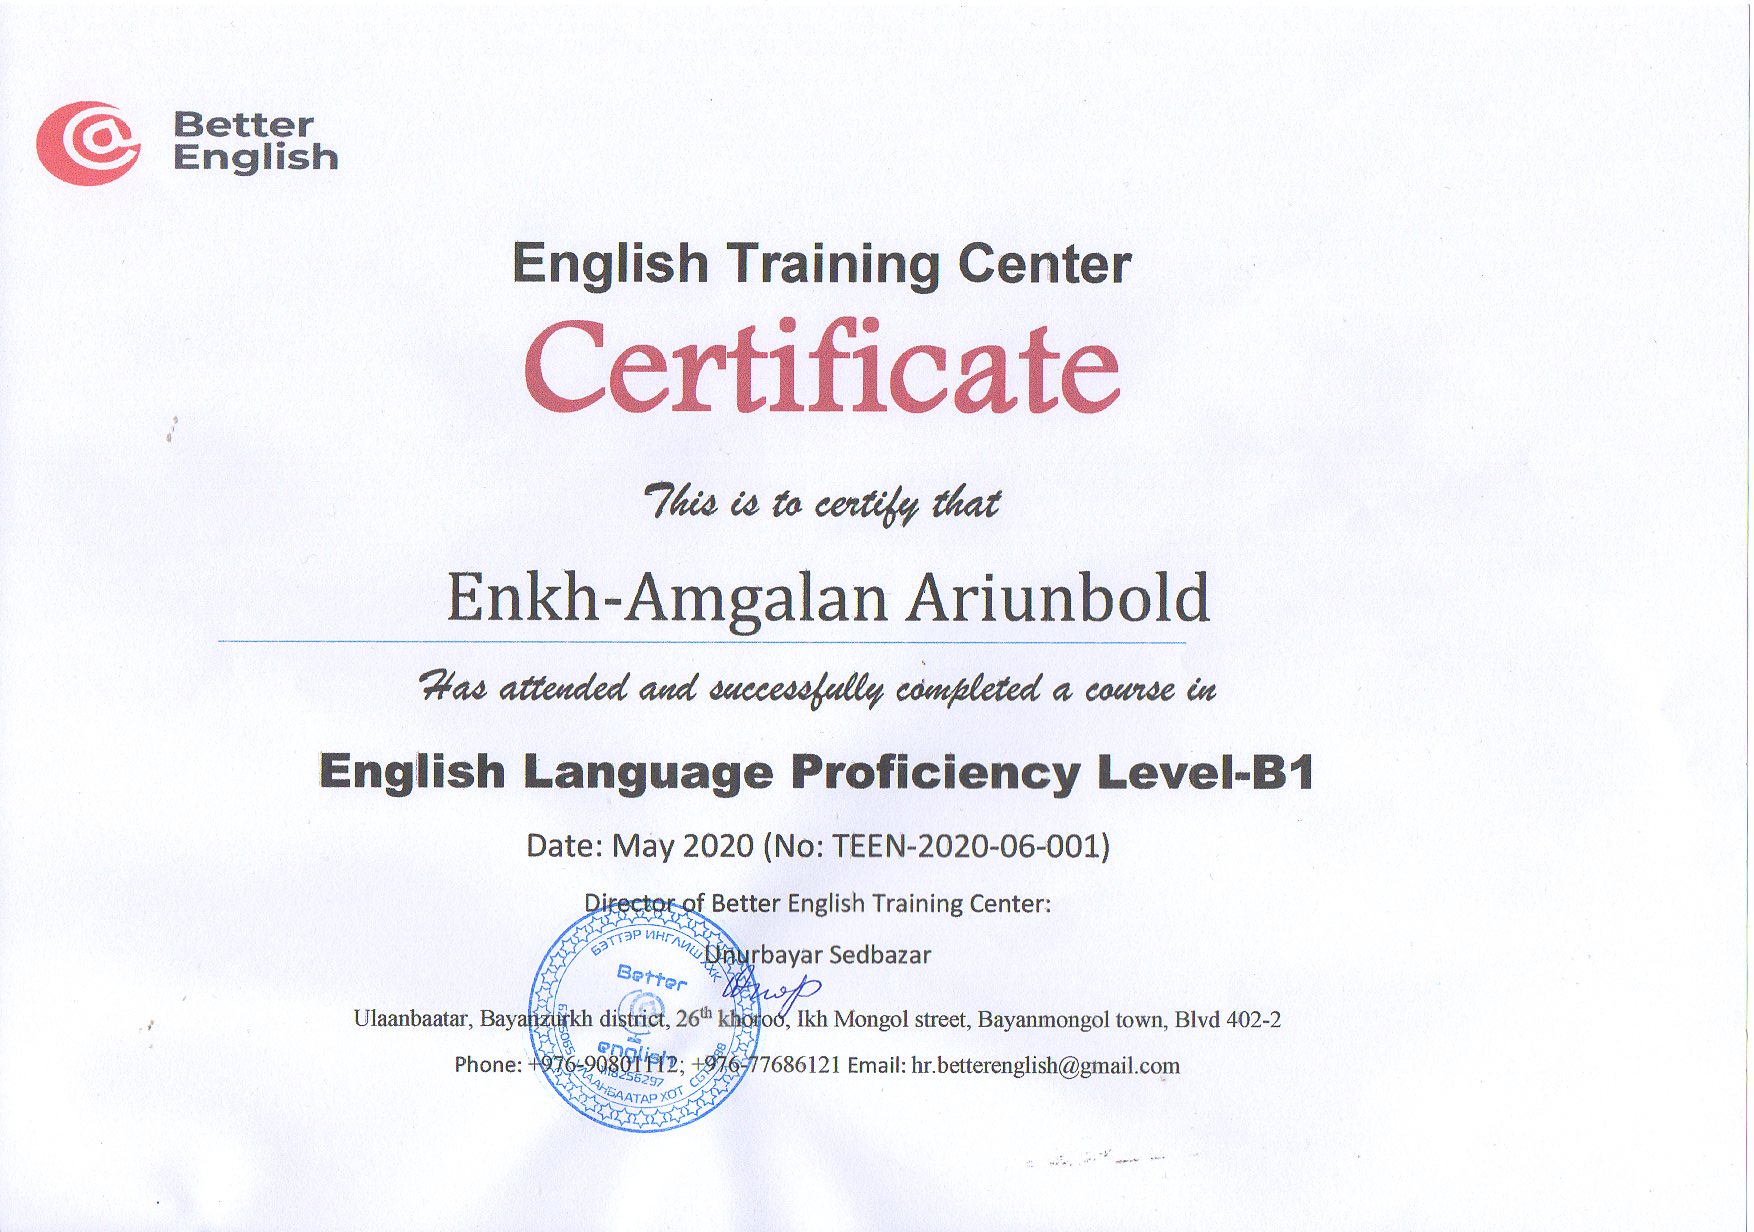 Better
English
English Training Center
Certificate
This is to certify that
Enkh-Amgalan Ariunbold
Has attended and successfully completed a course in
English Language Proficiency Level-B1
Date: May 2020 (No: TEEN-2020-06-001)
Director of Better English Training Center:
Unurbayar Sedbazar
Ulaanbaatar, Bayanzurkh district, 26th khoroo, Ikh Mongol street, Bayanmongol town, Blvd 402-2
Phone: +976-90801112; +976-77686121 Email: hr.betterenglish@gmail.com
БЭТТЭР ИНГЛИШ ХХК
Better
english
УЛААНБААТАР ХОТ